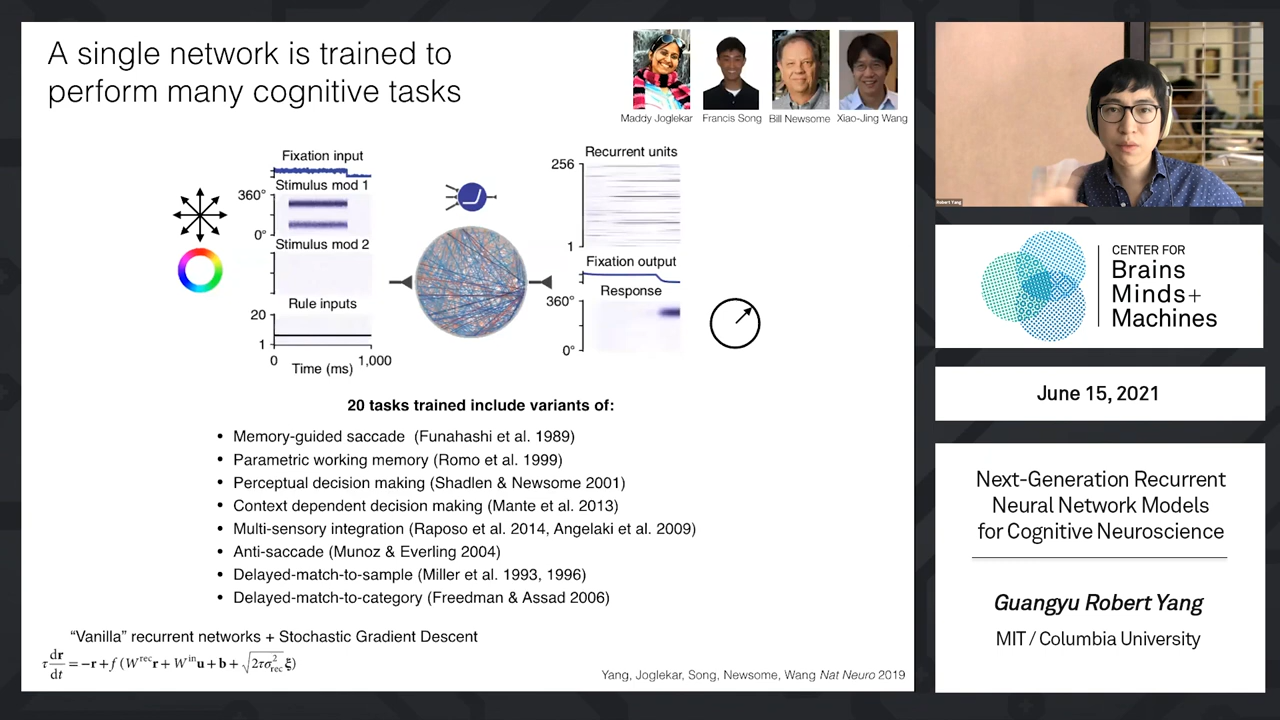 A single network is trained to
perform many cognitive tasks
Maddy Joglekar
Francis Song
Bill Newsome
Xiao-Jing Wang
Fixation input
Stimulus mod 1
360°
0°
Stimulus mod 2
Rule inputs
20
1
0
1,000
Time (ms)
Recurrent units
256
1
Fixation output
Response
360°
0°
20 tasks trained include variants of:
• Memory-guided saccade (Funahashi et al. 1989)
• Parametric working memory (Romo et al. 1999)
• Perceptual decision making (Shadlen & Newsome 2001)
• Context dependent decision making (Mante et al. 2013)
• Multi-sensory integration (Raposo et al. 2014, Angelaki et al. 2009)
• Anti-saccade (Munoz & Everling 2004)
• Delayed-match-to-sample (Miller et al. 1993, 1996)
• Delayed-match-to-category (Freedman & Assad 2006)
“Vanilla” recurrent networks + Stochastic Gradient Descent
τ dr/dt = −r + f (W^rec r + W^in u + b + √(2τσ²_rec) ξ)
Yang, Joglekar, Song, Newsome, Wang Nat Neuro 2019
Robert Yang
CENTER FOR
Brains
Minds+
Machines
June 15, 2021
Next-Generation Recurrent
Neural Network Models
for Cognitive Neuroscience
Guangyu Robert Yang
MIT / Columbia University